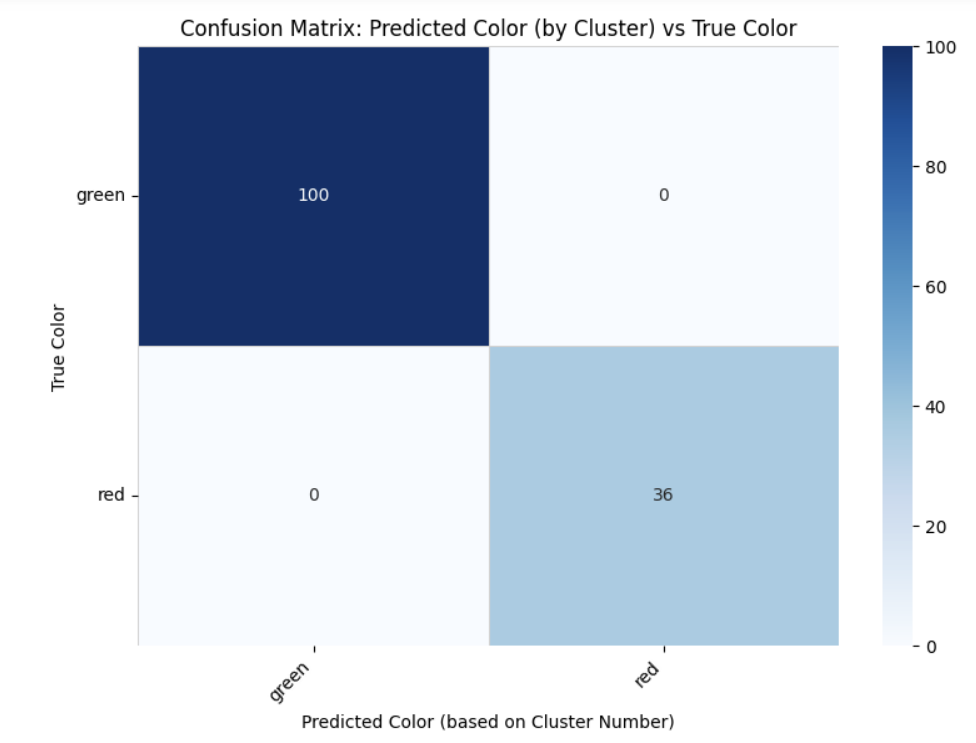 Confusion Matrix: Predicted Color (by Cluster) vs True Color
100
80
60
40
20
0
True Color
green
100
0
red
0
36
green
red
Predicted Color (based on Cluster Number)